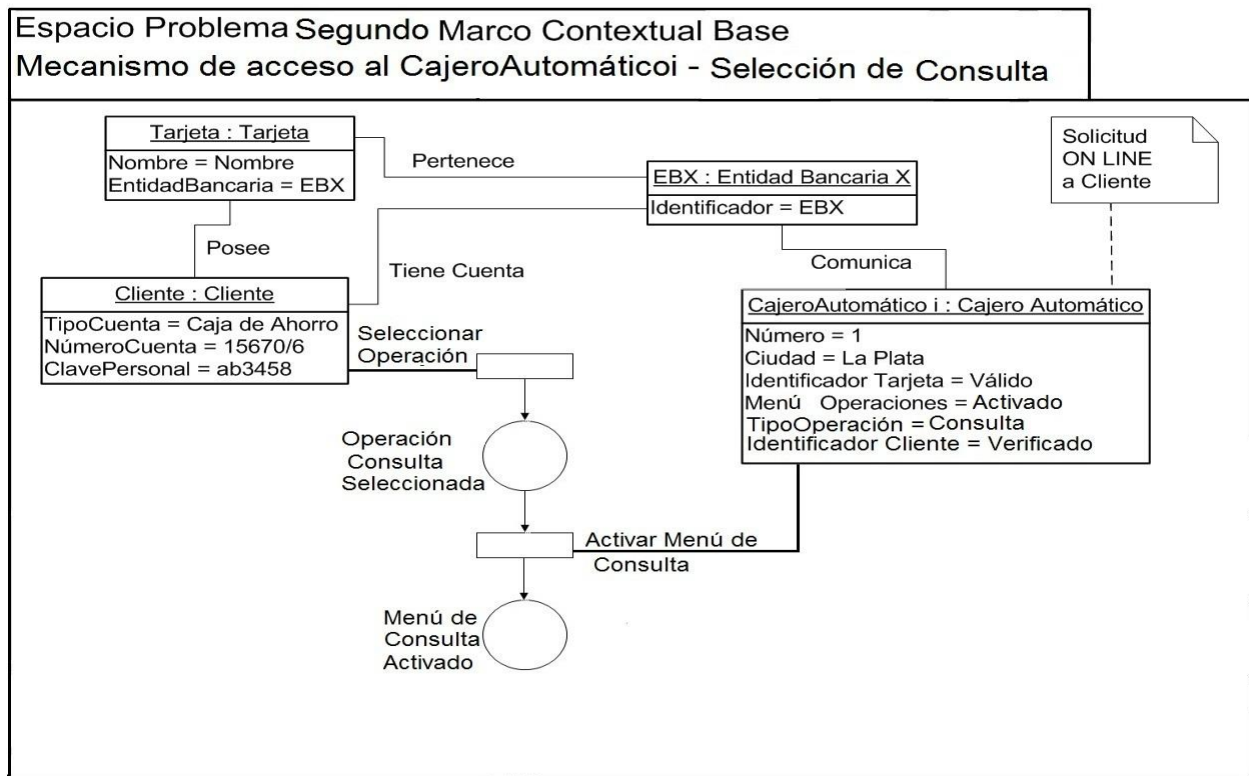 Espacio Problema Segundo Marco Contextual Base
Mecanismo de acceso al CajeroAutomáticoi - Selección de Consulta
Tarjeta : Tarjeta
Nombre = Nombre
EntidadBancaria = EBX
Pertenece
EBX : Entidad Bancaria X
Identificador = EBX
Solicitud
ON LINE
a Cliente
Posee
Tiene Cuenta
Comunica
Cliente : Cliente
TipoCuenta = Caja de Ahorro
NúmeroCuenta = 15670/6
ClavePersonal = ab3458
CajeroAutomático i : Cajero Automático
Número = 1
Ciudad = La Plata
Identificador Tarjeta = Válido
Menú Operaciones = Activado
TipoOperación = Consulta
Identificador Cliente = Verificado
Seleccionar
Operación
Operación
Consulta
Seleccionada
Activar Menú de
Consulta
Menú de
Consulta
Activado